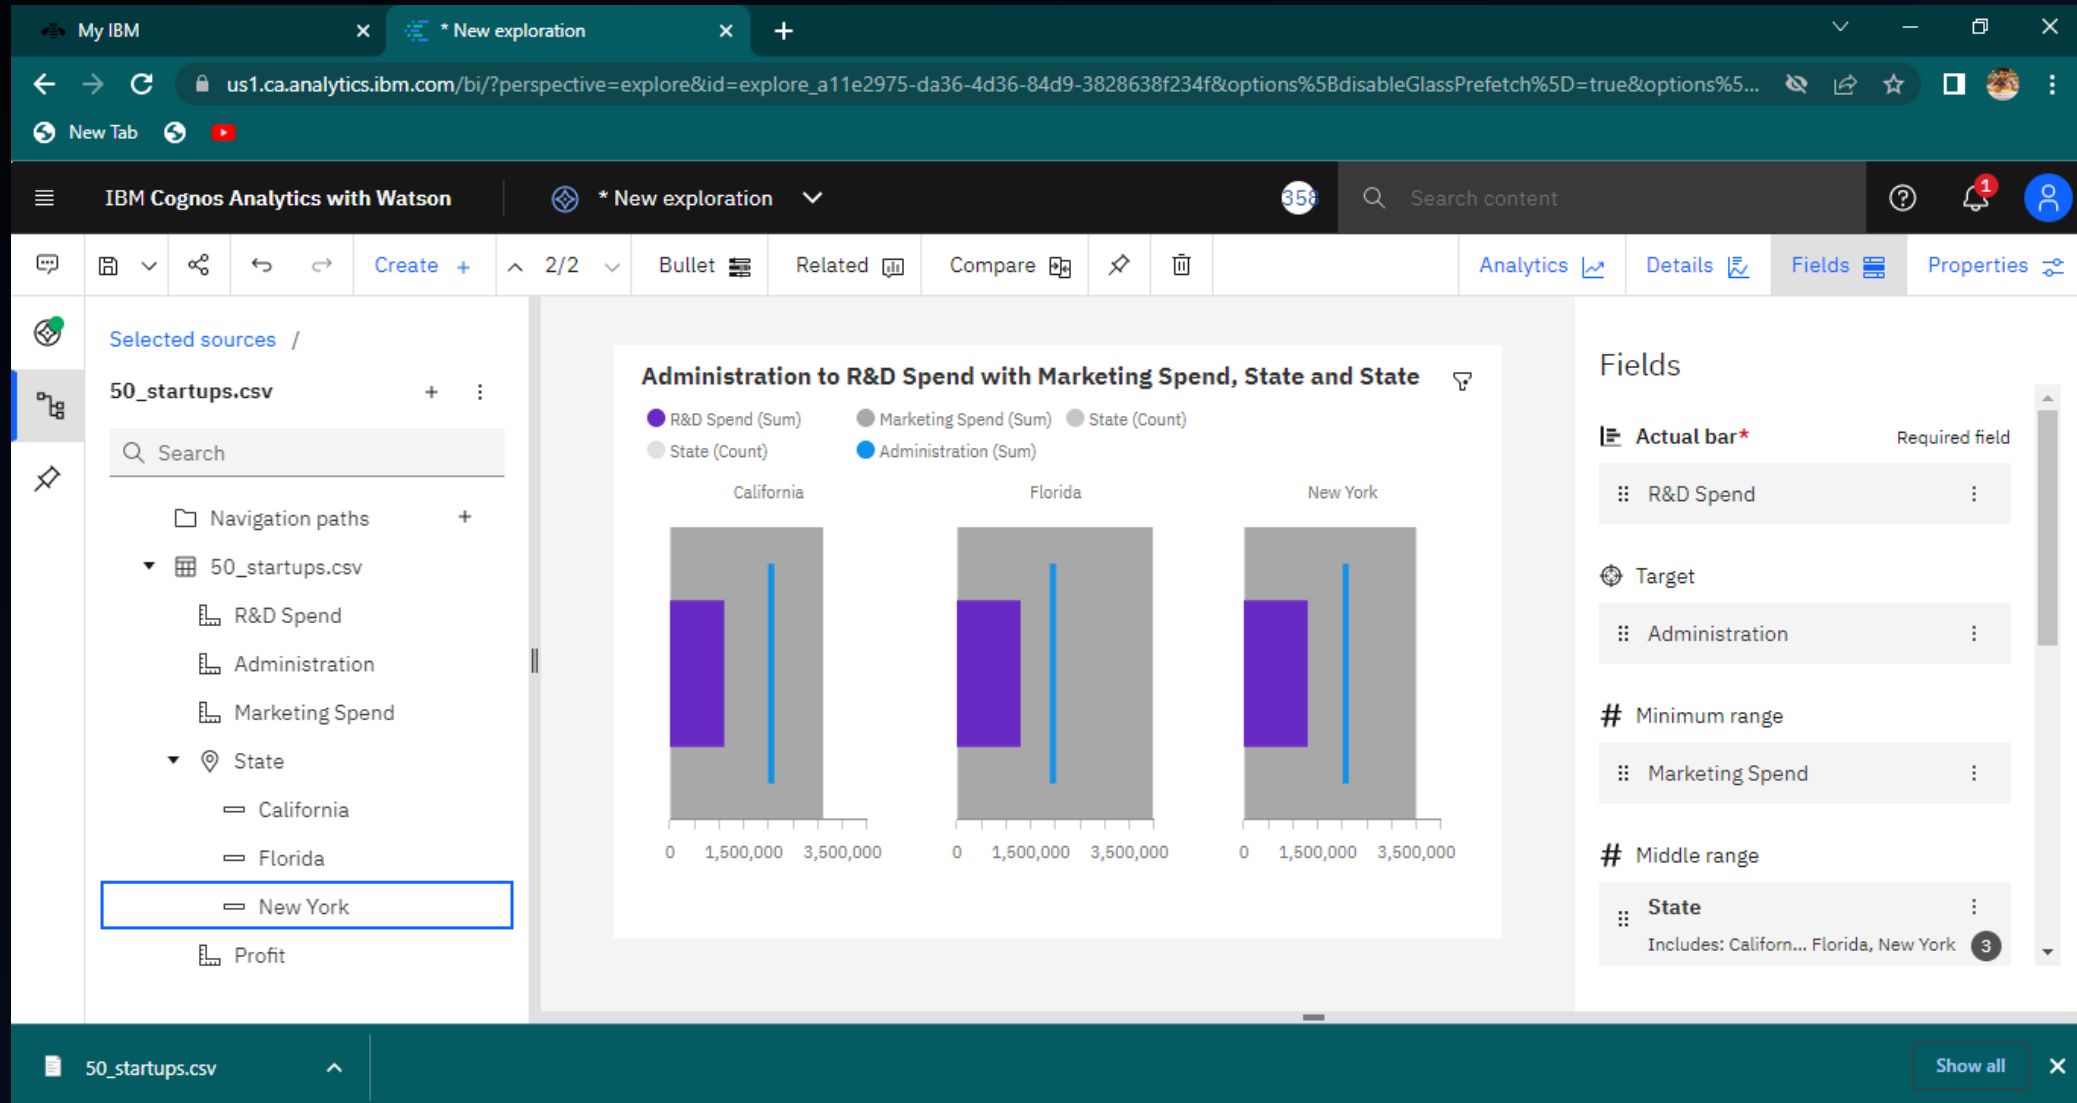 My IBM
* New exploration
us1.ca.analytics.ibm.com/bi/?perspective=explore&id=explore_a11e2975-da36-4d36-84d9-3828638f234f&options%5BdisableGlassPrefetch%5D=true&options%5...
New Tab
IBM Cognos Analytics with Watson
* New exploration
358
Search content
1
Create +
2/2
Bullet
Related
Compare
Analytics
Details
Fields
Properties
Selected sources /
50_startups.csv
Search
Navigation paths
50_startups.csv
R&D Spend
Administration
Marketing Spend
State
California
Florida
New York
Profit
Administration to R&D Spend with Marketing Spend, State and State
R&D Spend (Sum) Marketing Spend (Sum) State (Count)
State (Count) Administration (Sum)
California Florida New York
0 1,500,000 3,500,000 0 1,500,000 3,500,000 0 1,500,000 3,500,000
Fields
Actual bar* Required field
R&D Spend
Target
Administration
# Minimum range
Marketing Spend
# Middle range
State
Includes: Californ... Florida, New York 3
50_startups.csv
Show all